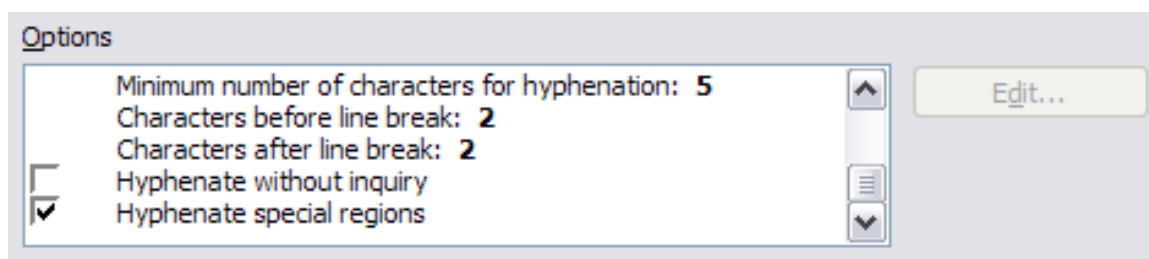 Options
Minimum number of characters for hyphenation: 5
Characters before line break: 2
Characters after line break: 2
Hyphenate without inquiry
Hyphenate special regions
Edit...